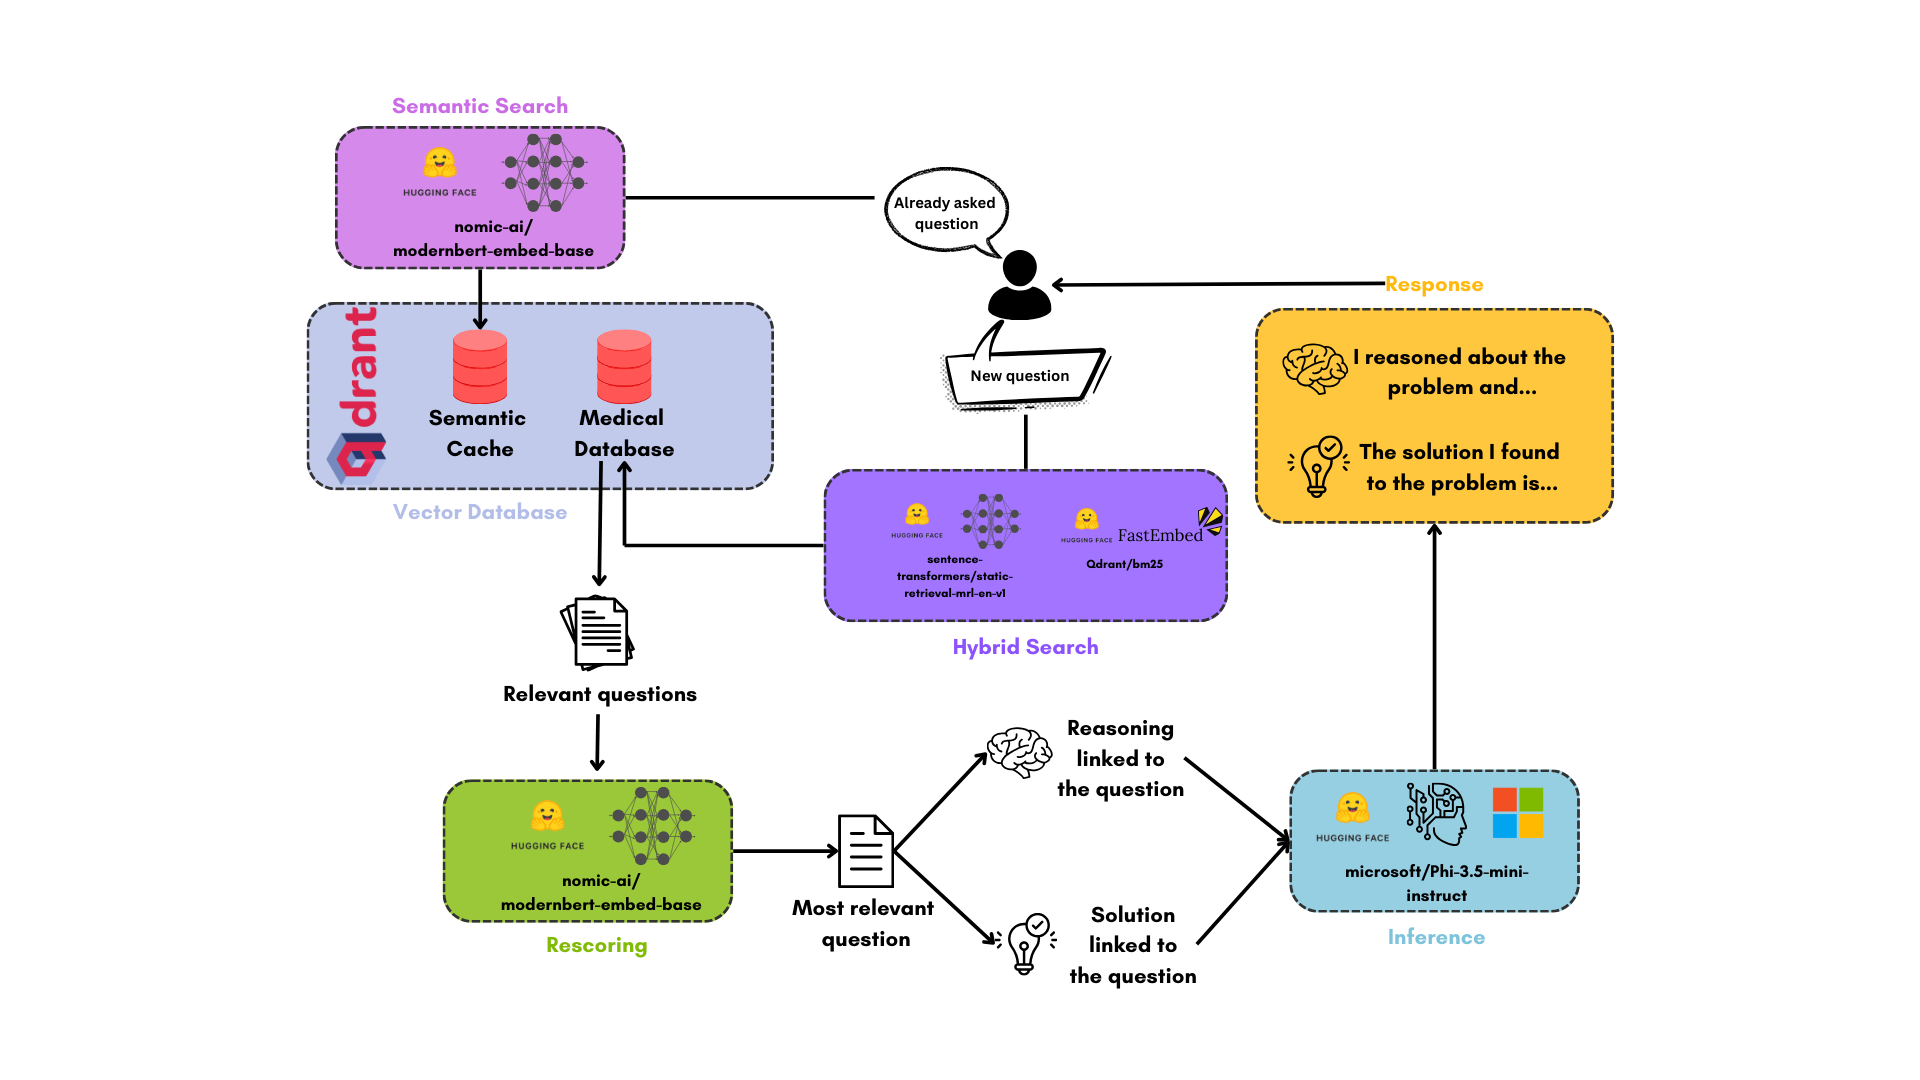 Semantic Search
HUGGING FACE
nomic-ai/
modernbert-embed-base
Already asked
question
Response
qdrant
Semantic
Cache
Medical
Database
Vector Database
New question
I reasoned about the
problem and...
The solution I found
to the problem is...
HUGGING FACE
sentence-
transformers/static-
retrieval-mrl-en-v1
HUGGING FACE
FastEmbed
Qdrant/bm25
Hybrid Search
Relevant questions
HUGGING FACE
nomic-ai/
modernbert-embed-base
Rescoring
Most relevant
question
Reasoning
linked to
the question
Solution
linked to
the question
HUGGING FACE
microsoft/Phi-3.5-mini-
instruct
Inference